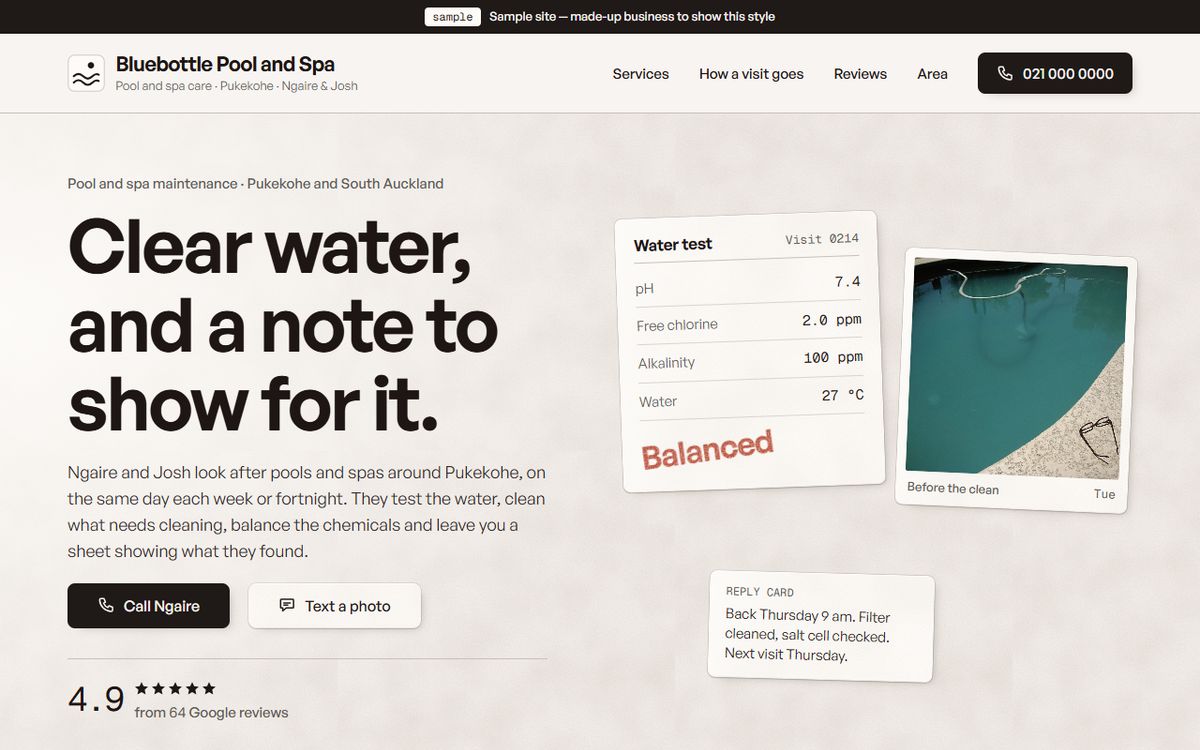 sample Sample site — made-up business to show this style
Bluebottle Pool and Spa
Pool and spa care · Pukekohe · Ngaire & Josh
Services How a visit goes Reviews Area 021 000 0000
Pool and spa maintenance · Pukekohe and South Auckland
Clear water,
and a note to
show for it.
Ngaire and Josh look after pools and spas around Pukekohe, on
the same day each week or fortnight. They test the water, clean
what needs cleaning, balance the chemicals and leave you a
sheet showing what they found.
Call Ngaire Text a photo
4.9
from 64 Google reviews
Water test Visit 0214
pH 7.4
Free chlorine 2.0 ppm
Alkalinity 100 ppm
Water 27 °C
Balanced
Before the clean Tue
REPLY CARD
Back Thursday 9 am. Filter
cleaned, salt cell checked.
Next visit Thursday.